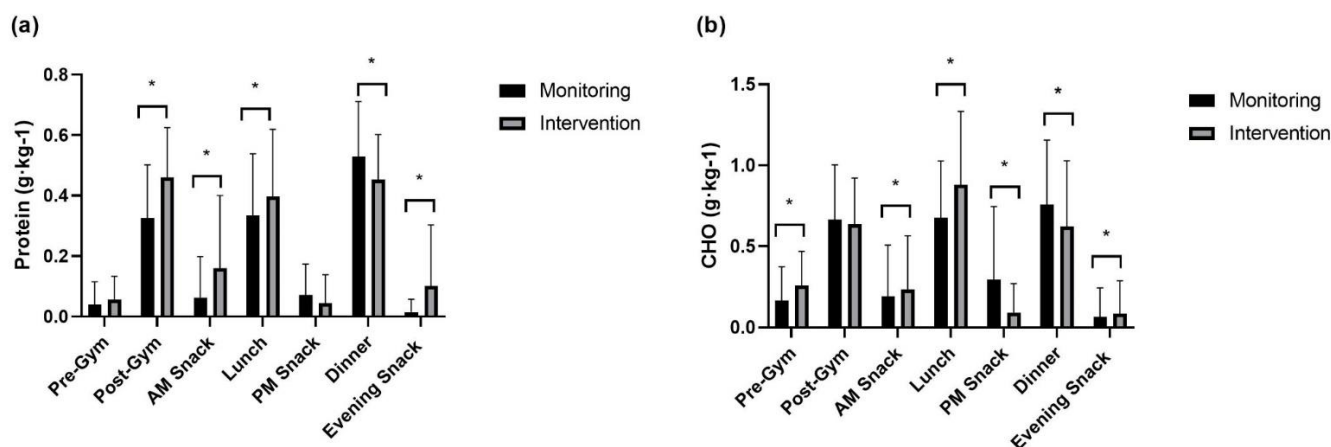 (a)
Protein (g·kg-1)
0.8
0.6
0.4
0.2
0.0
*
*
*
*
*
Pre-Gym
Post-Gym
AM Snack
Lunch
PM Snack
Dinner
Evening Snack
Monitoring
Intervention
(b)
CHO (g·kg-1)
1.5
1.0
0.5
0.0
*
*
*
*
*
*
Pre-Gym
Post-Gym
AM Snack
Lunch
PM Snack
Dinner
Evening Snack
Monitoring
Intervention